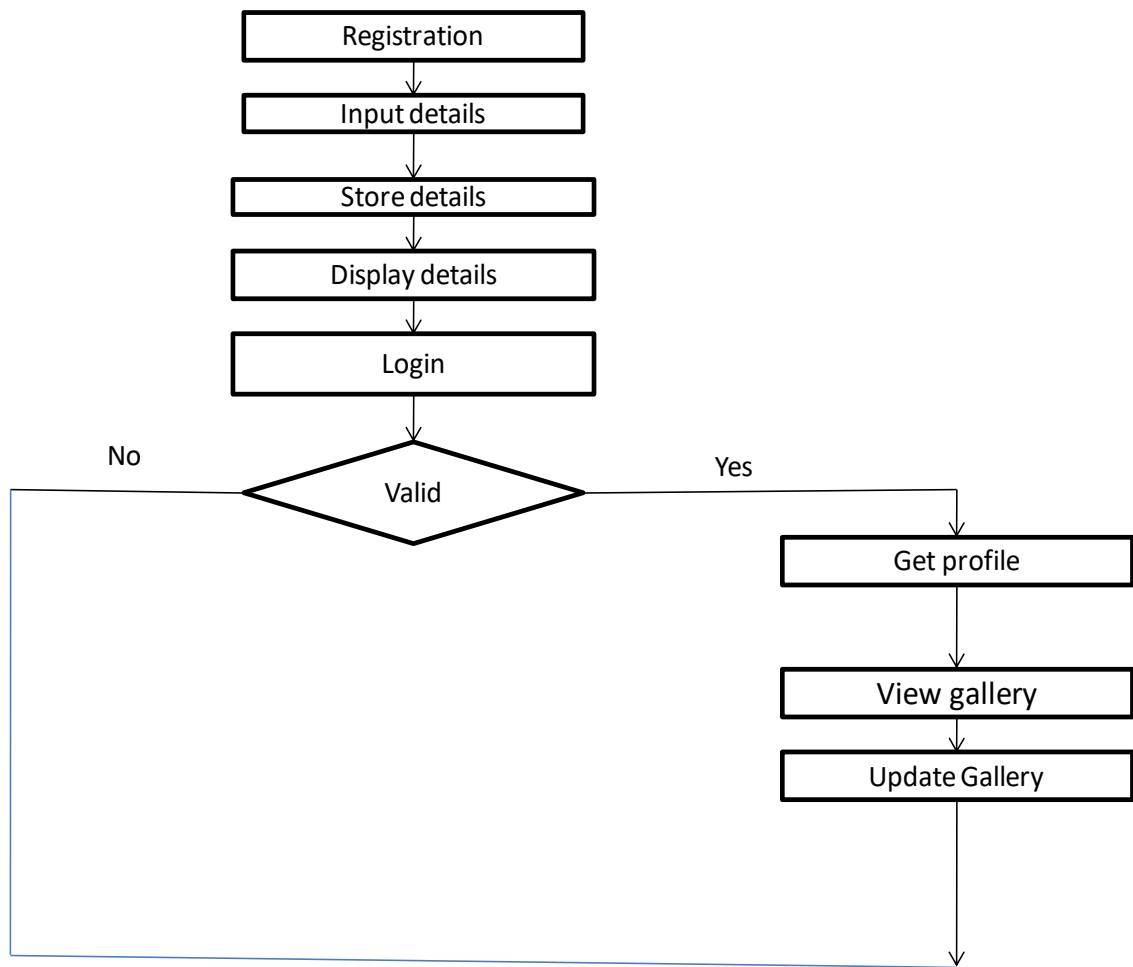 Registration
Input details
Store details
Display details
Login
No
Valid
Yes
Get profile
View gallery
Update Gallery